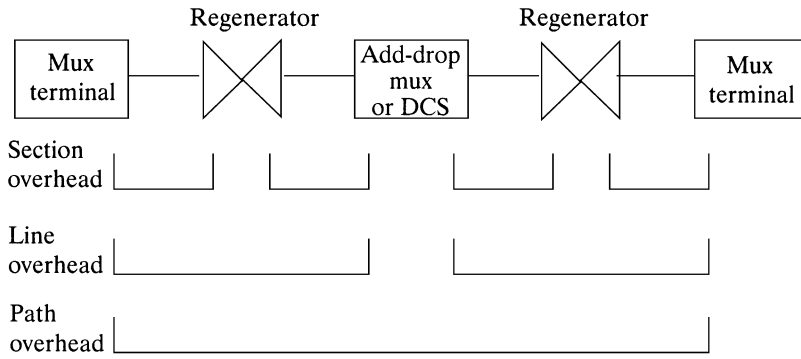 Regenerator
Regenerator
Mux
terminal
Add-drop
mux
or DCS
Mux
terminal
Section
overhead
Line
overhead
Path
overhead